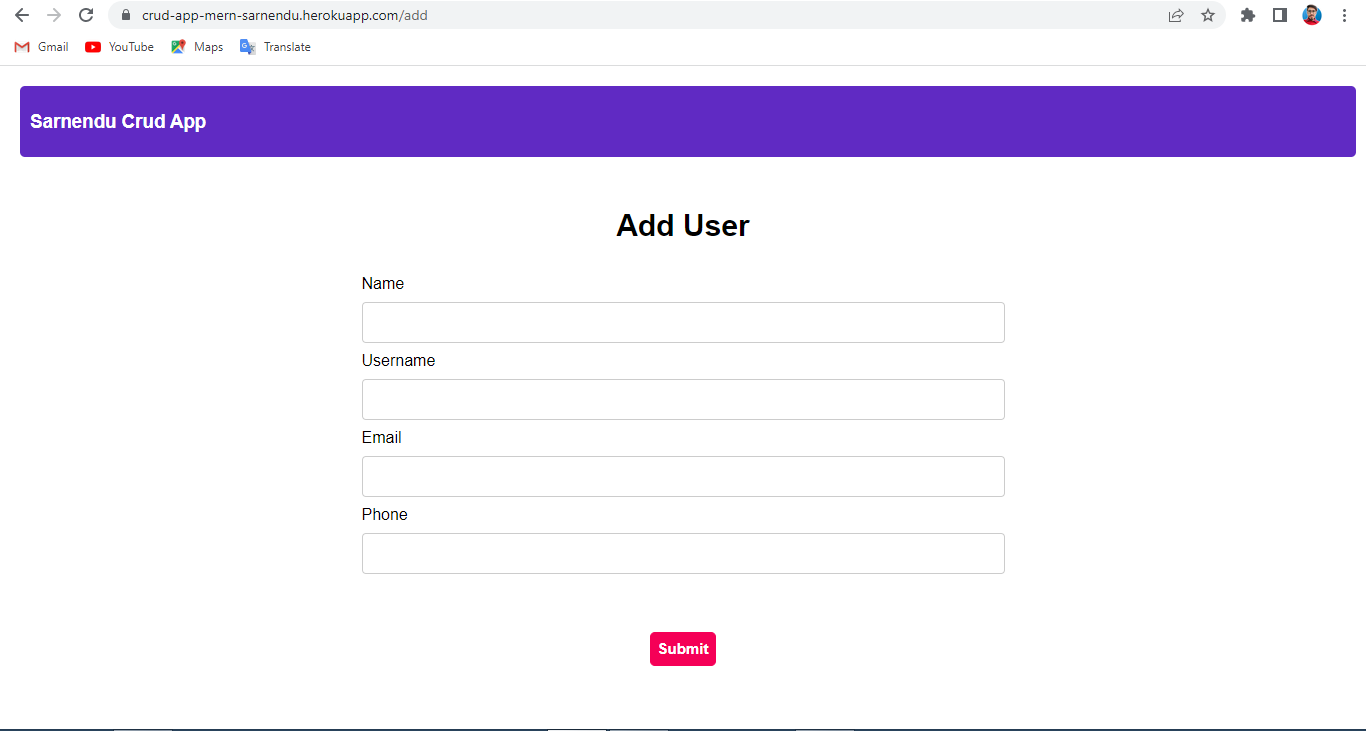 crud-app-mern-sarnendu.herokuapp.com/add
Gmail YouTube Maps Translate
Sarnendu Crud App
Add User
Name
Username
Email
Phone
Submit